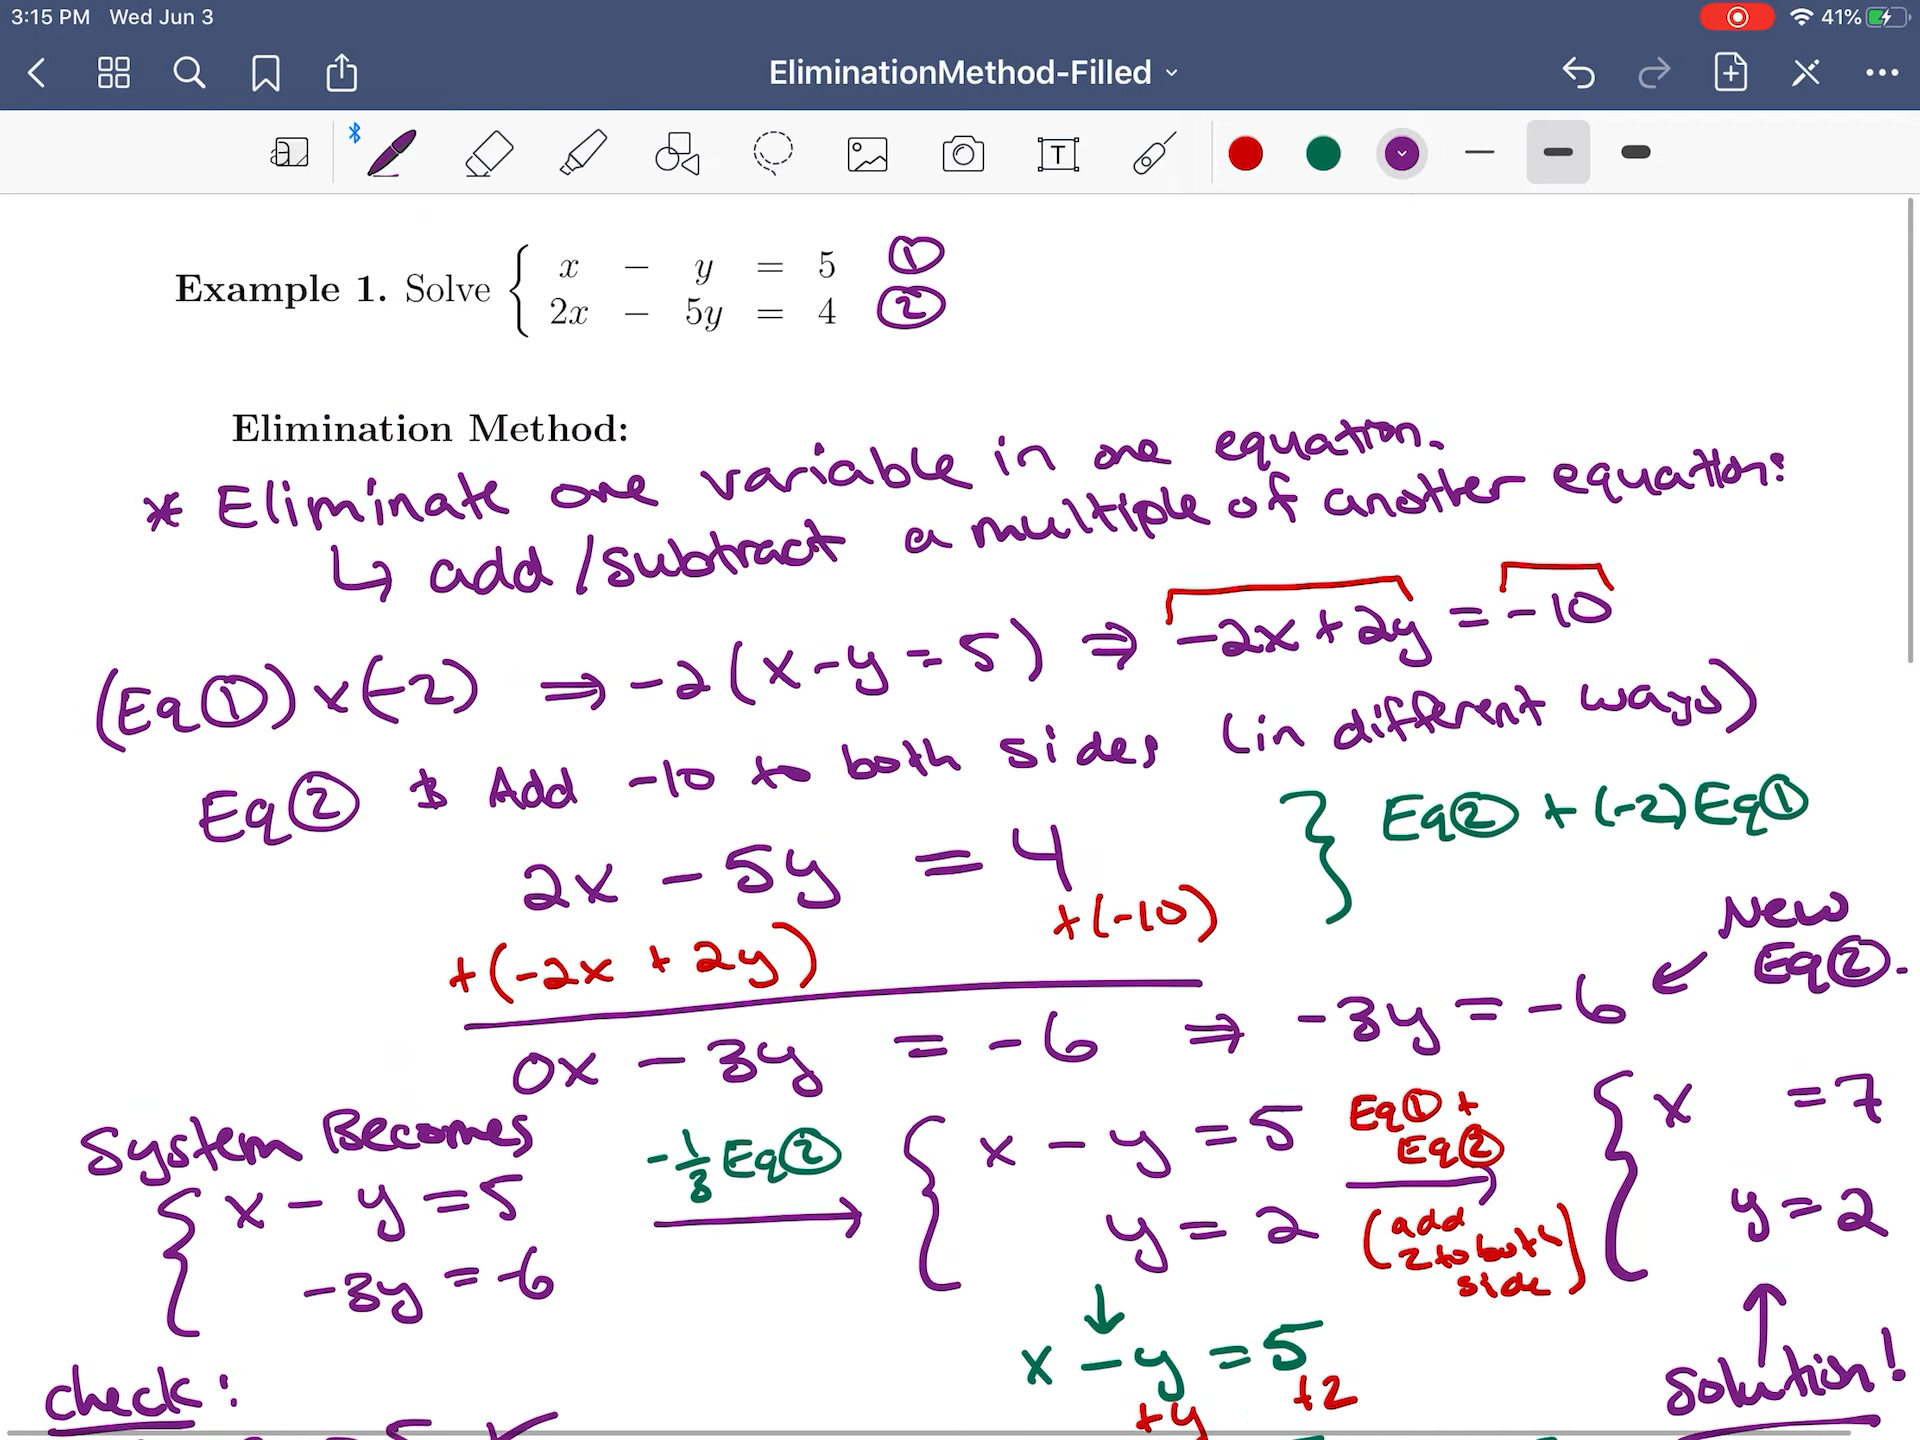 3:15 PM Wed Jun 3
41%
EliminationMethod-Filled
Example 1. Solve { x − y = 5 ①
2x − 5y = 4 ②
Elimination Method:
* Eliminate one variable in one equation.
↳ add/subtract a multiple of another equation:
(Eq①)×(-2) ⇒ -2(x-y=5) ⇒ -2x+2y = -10
Eq② & Add -10 to both sides (in different ways)
2x - 5y = 4 } Eq② + (-2)Eq①
+(-2x + 2y) +(-10)
0x - 3y = -6 ⇒ -3y = -6 ← New Eq②.
System Becomes
{ x - y = 5
-3y = -6
-1/3 Eq② →
{ x - y = 5
y = 2
Eq① + Eq② →
(add 2 to both side)
{ x = 7
y = 2
↑
Solution!
↓
x - y = 5
+y +2
check: